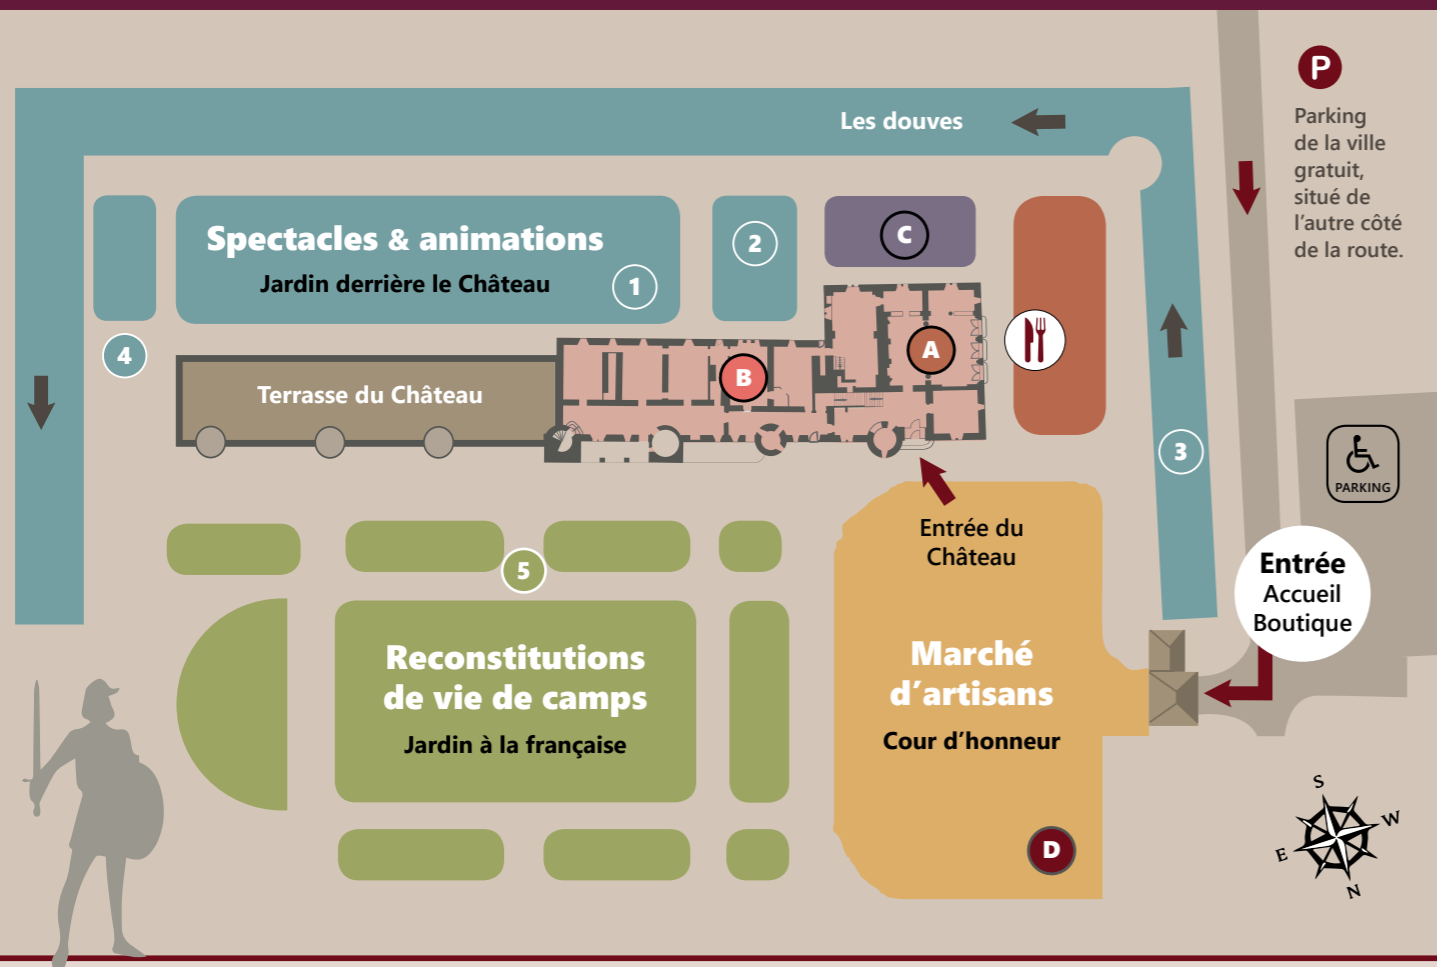 P
Parking
de la ville
gratuit,
situé de
l’autre côté
de la route.
Les douves
Spectacles & animations
Jardin derrière le Château
1
2
C
4
Terrasse du Château
B
A
3
PARKING
Entrée du
Château
Entrée
Accueil
Boutique
5
Reconstitutions
de vie de camps
Jardin à la française
Marché
d’artisans
Cour d’honneur
D
S
W
E
N